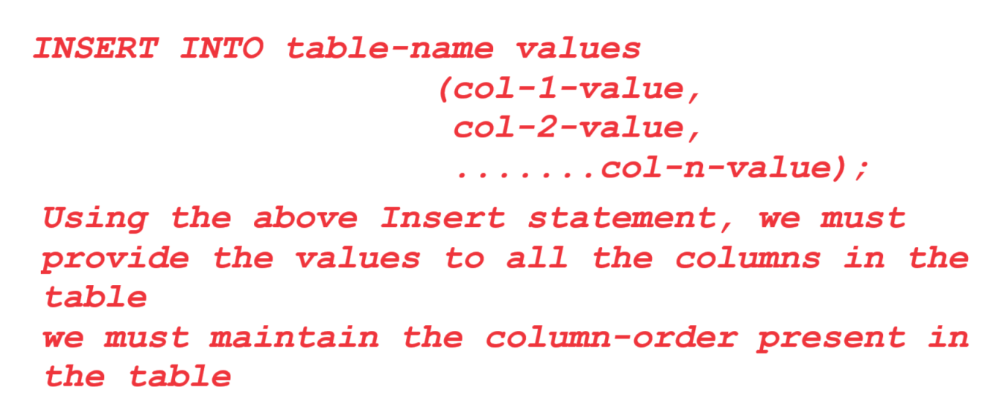 INSERT INTO table-name values
(col-1-value,
col-2-value,
.......col-n-value);
Using the above Insert statement, we must
provide the values to all the columns in the
table
we must maintain the column-order present in
the table